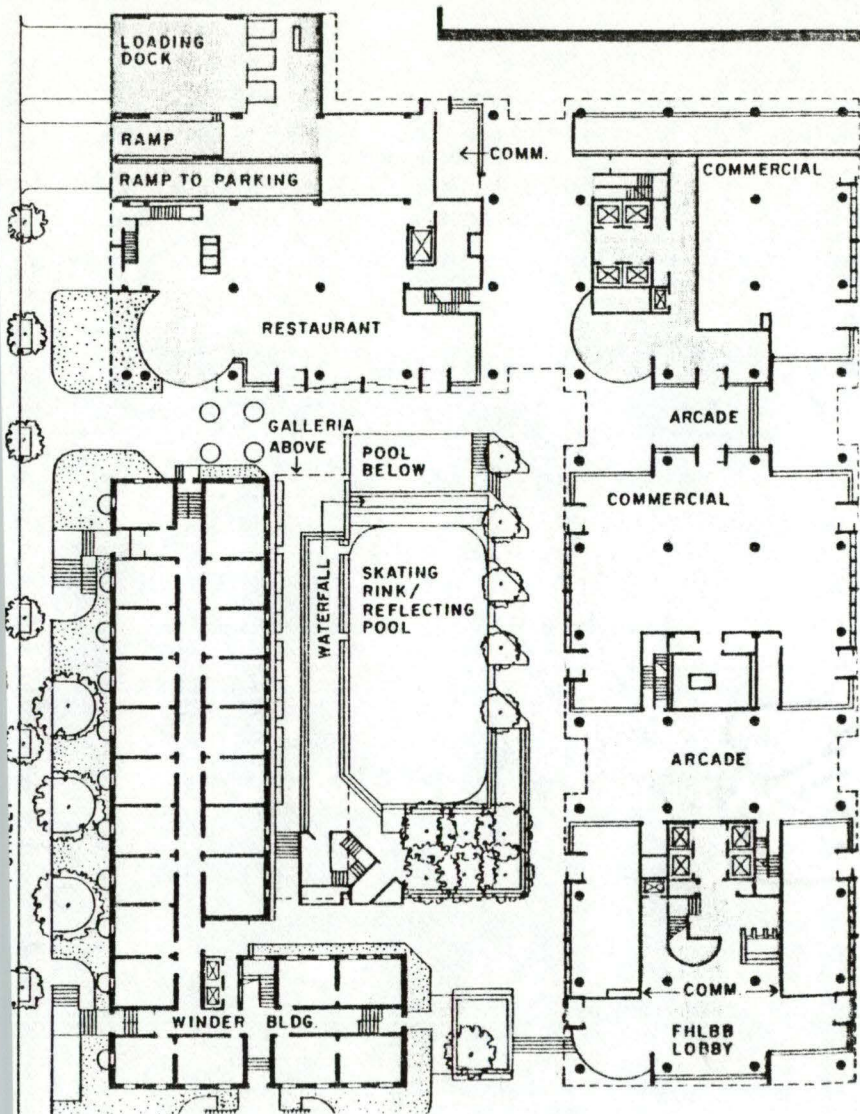 LOADING
DOCK
RAMP
RAMP TO PARKING
COMM.
COMMERCIAL
RESTAURANT
GALLERIA
ABOVE
ARCADE
POOL
BELOW
COMMERCIAL
WATERFALL
SKATING
RINK/
REFLECTING
POOL
ARCADE
COMM.
WINDER BLDG.
FHLBB
LOBBY